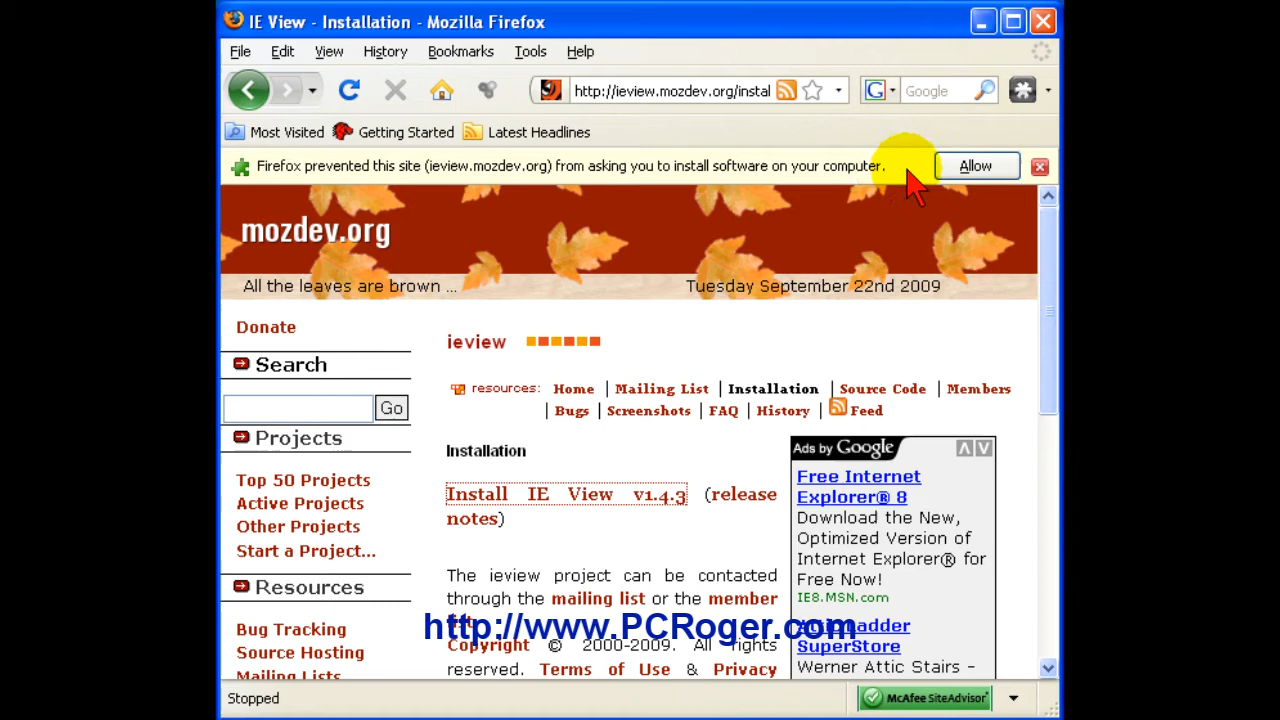 IE View - Installation - Mozilla Firefox
File Edit View History Bookmarks Tools Help
http://ieview.mozdev.org/instal
G Google
Most Visited Getting Started Latest Headlines
Firefox prevented this site (ieview.mozdev.org) from asking you to install software on your computer. Allow
mozdev.org
All the leaves are brown ... Tuesday September 22nd 2009
Donate
Search
Go
Projects
Top 50 Projects
Active Projects
Other Projects
Start a Project...
Resources
Bug Tracking
Source Hosting
Mailing Lists
ieview
resources: Home | Mailing List | Installation | Source Code | Members
| Bugs | Screenshots | FAQ | History | Feed
Installation
Install IE View v1.4.3 (release
notes)
The ieview project can be contacted
through the mailing list or the member
Copyright © 2000-2009. All rights
reserved. Terms of Use & Privacy
Ads by Google
Free Internet
Explorer® 8
Download the New,
Optimized Version of
Internet Explorer® for
Free Now!
IE8.MSN.com
SuperStore
Werner Attic Stairs -
http://www.PCRoger.com
Stopped
McAfee SiteAdvisor